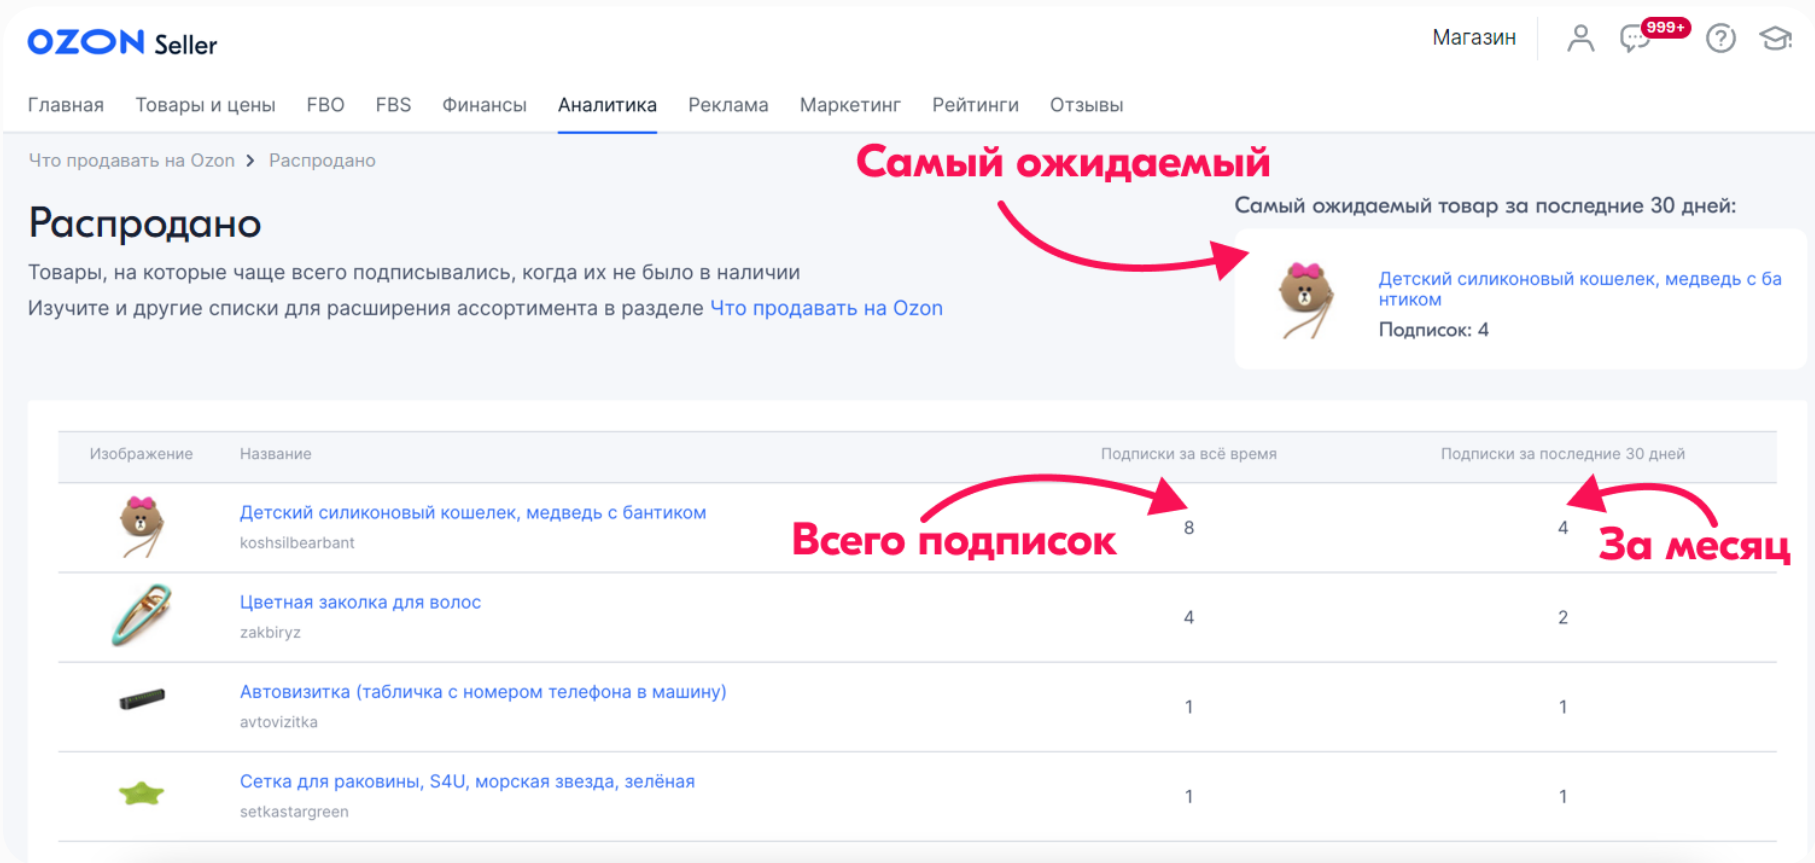 OZON Seller
Магазин
999+
Главная Товары и цены FBO FBS Финансы Аналитика Реклама Маркетинг Рейтинги Отзывы
Что продавать на Ozon > Распродано
Самый ожидаемый
Распродано
Самый ожидаемый товар за последние 30 дней:
Товары, на которые чаще всего подписывались, когда их не было в наличии
Изучите и другие списки для расширения ассортимента в разделе Что продавать на Ozon
Детский силиконовый кошелек, медведь с ба
нтиком
Подписок: 4
Изображение Название Подписки за всё время Подписки за последние 30 дней
Детский силиконовый кошелек, медведь с бантиком
koshsilbearbant
8 4
Всего подписок
За месяц
Цветная заколка для волос
zakbiryz
4 2
Автовизитка (табличка с номером телефона в машину)
avtovizitka
1 1
Сетка для раковины, S4U, морская звезда, зелёная
setkastargreen
1 1